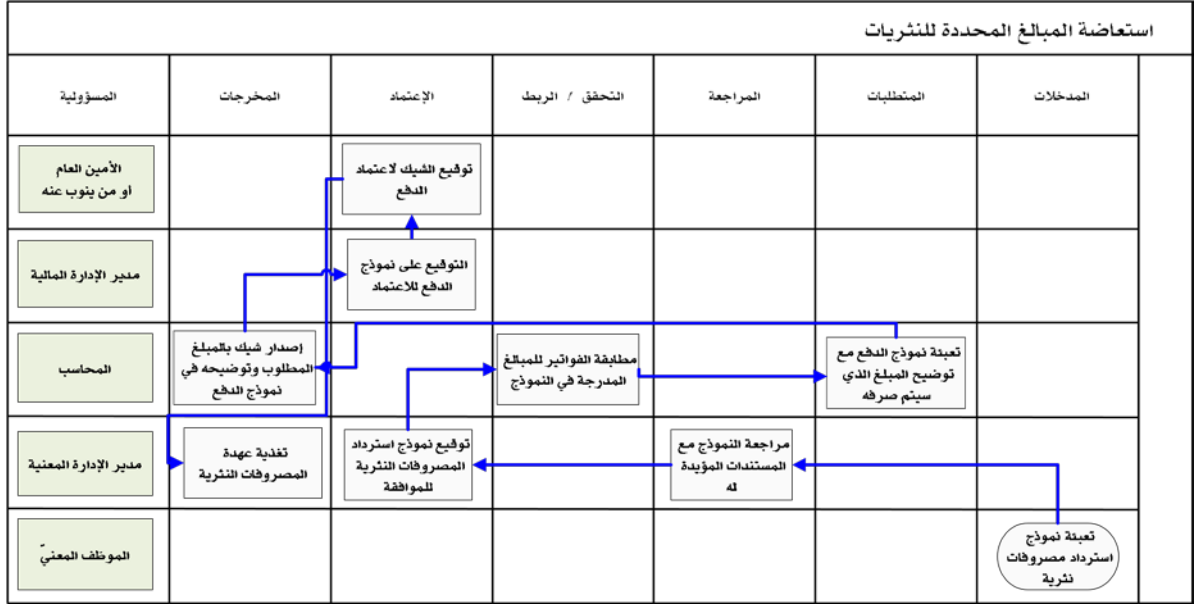 استعاضة المبالغ المحددة للنثريات
المدخلات
المتطلبات
المراجعة
التحقق / الربط
الإعتماد
المخرجات
المسؤولية
توقيع الشيك لاعتماد
الدفع
الأمين العام
او من ينوب عنه
التوقيع على نموذج
الدفع للاعتماد
مدير الإدارة المالية
تعبئة نموذج الدفع مع
توضيح المبلغ الذي
سيتم صرفه
مطابقة الفواتير للمبالغ
المدرجة في النموذج
إصدار شيك بالمبلغ
المطلوب وتوضيحه في
نموذج الدفع
المحاسب
مراجعة النموذج مع
المستندات المؤيدة
له
توقيع نموذج استرداد
المصروفات النثرية
للموافقة
تغذية عهدة
المصروفات النثرية
مدير الإدارة المعنية
تعبئة نموذج
استرداد مصروفات
نثرية
الموظف المعنيّ